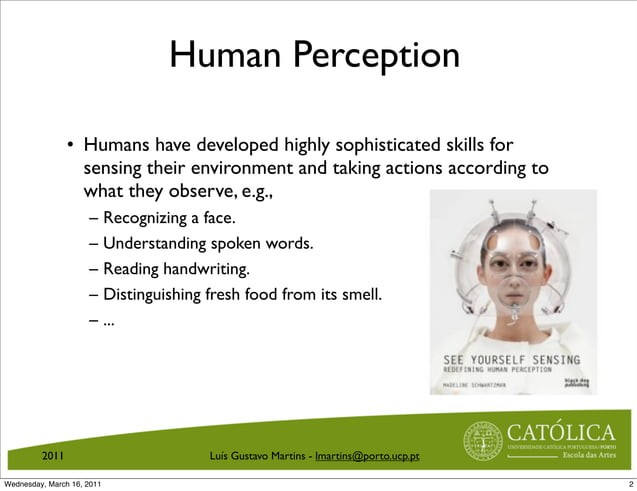 Human Perception
• Humans have developed highly sophisticated skills for
sensing their environment and taking actions according to
what they observe, e.g.,
– Recognizing a face.
– Understanding spoken words.
– Reading handwriting.
– Distinguishing fresh food from its smell.
– ...
SEE YOURSELF SENSING
REDEFINING HUMAN PERCEPTION
MADELINE SCHWARTZMAN
black dog
publishing
CATÓLICA
UNIVERSIDADE CATÓLICA PORTUGUESA | PORTO
Escola das Artes
2011
Luís Gustavo Martins - lmartins@porto.ucp.pt
Wednesday, March 16, 2011
2